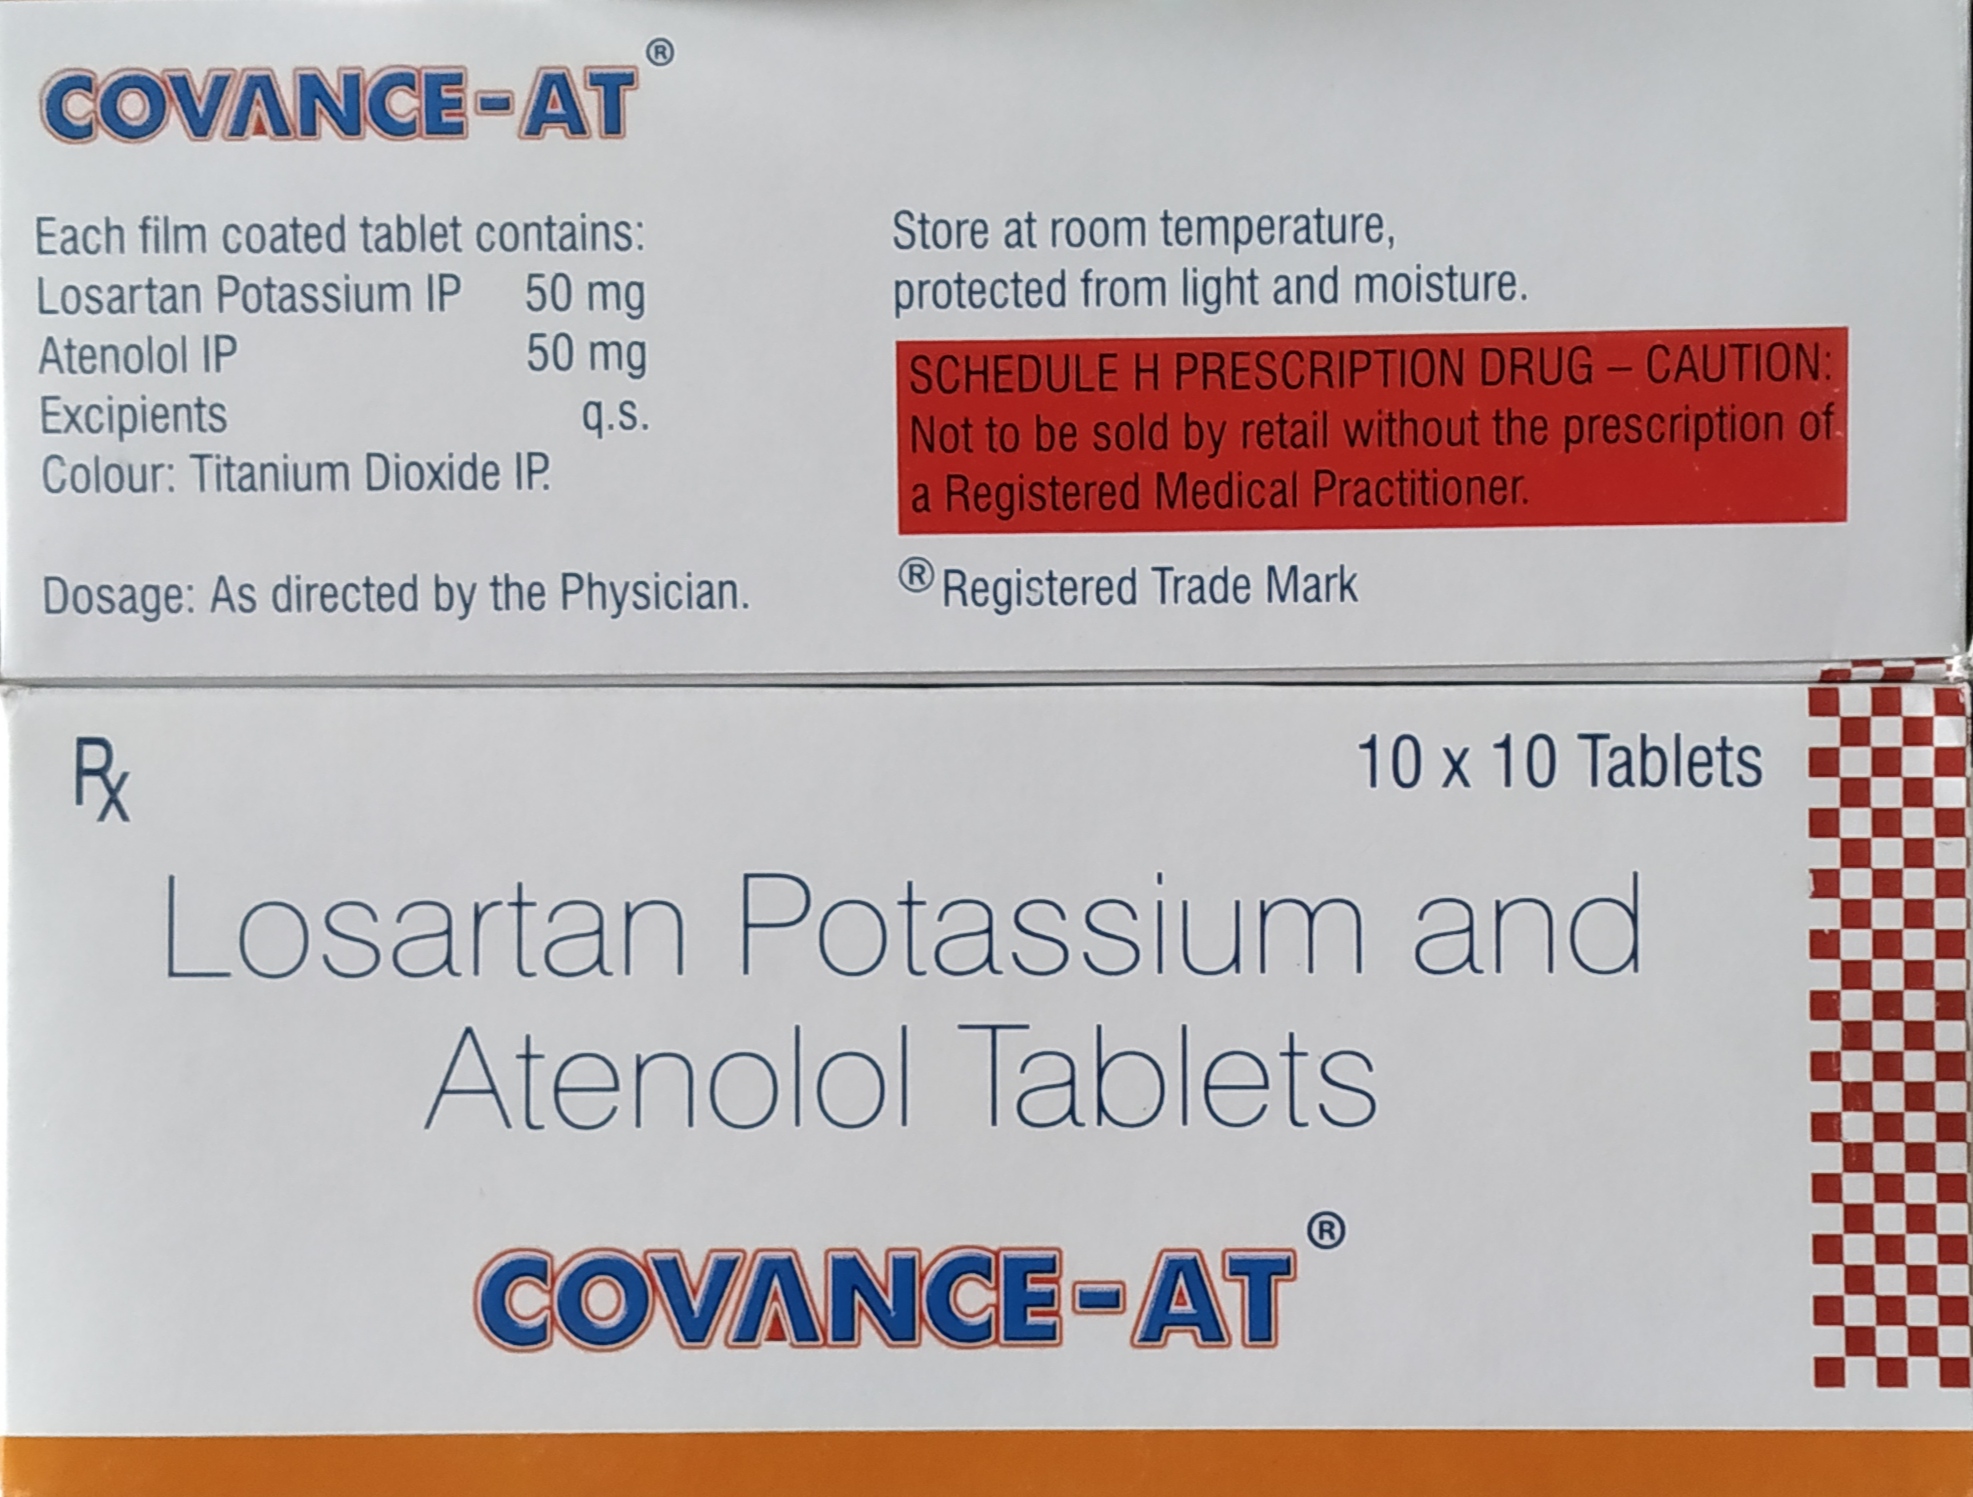 COVANCE-AT®
Each film coated tablet contains:
Losartan Potassium IP 50 mg
Atenolol IP 50 mg
Excipients q.s.
Colour: Titanium Dioxide IP.
Dosage: As directed by the Physician.
Store at room temperature,
protected from light and moisture.
SCHEDULE H PRESCRIPTION DRUG – CAUTION:
Not to be sold by retail without the prescription of
a Registered Medical Practitioner.
® Registered Trade Mark
Rx
10 x 10 Tablets
Losartan Potassium and
Atenolol Tablets
COVANCE-AT®